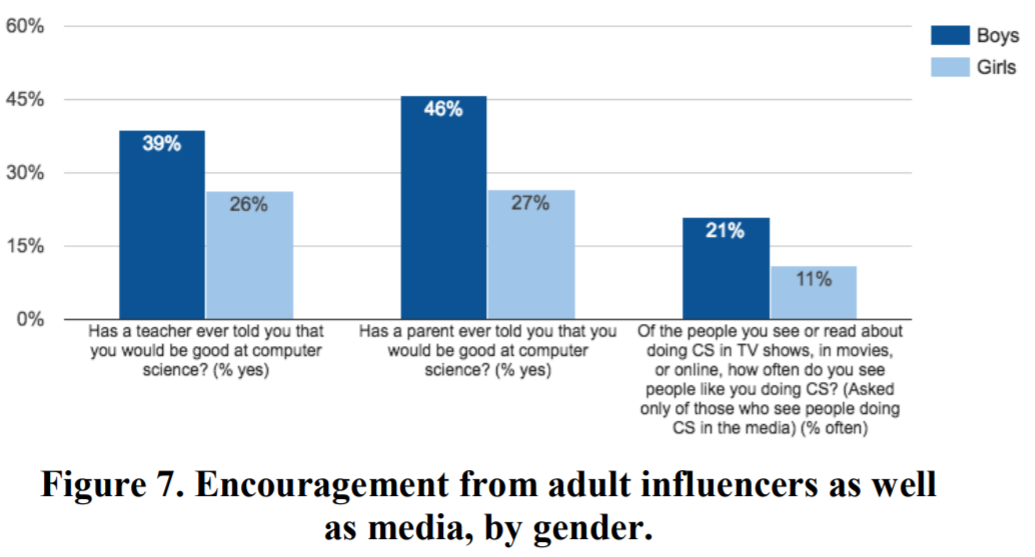 60%
45%
30%
15%
0%
Boys
Girls
39%
26%
46%
27%
21%
11%
Has a teacher ever told you that
you would be good at computer
science? (% yes)
Has a parent ever told you that you
would be good at computer
science? (% yes)
Of the people you see or read about
doing CS in TV shows, in movies,
or online, how often do you see
people like you doing CS? (Asked
only of those who see people doing
CS in the media) (% often)
Figure 7. Encouragement from adult influencers as well
as media, by gender.